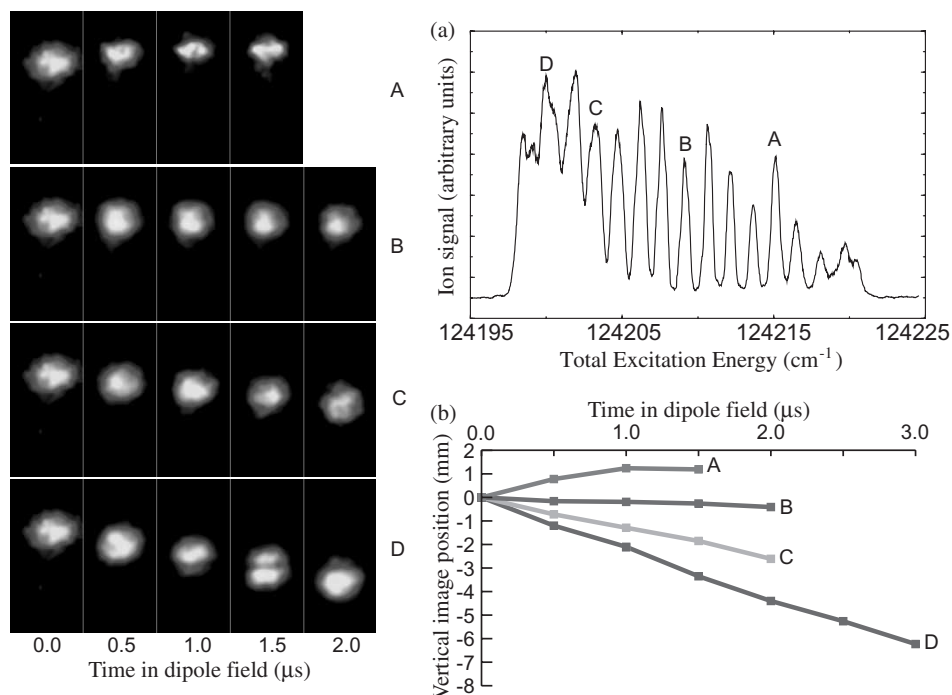 A
B
C
D
0.0 0.5 1.0 1.5 2.0
Time in dipole field (μs)
(a)
Ion signal (arbitrary units)
D
C
B
A
124195 124205 124215 124225
Total Excitation Energy (cm-1)
(b)
Time in dipole field (μs)
0.0 1.0 2.0 3.0
Vertical image position (mm)
2
1
0
-1
-2
-3
-4
-5
-6
-7
-8
A
B
C
D